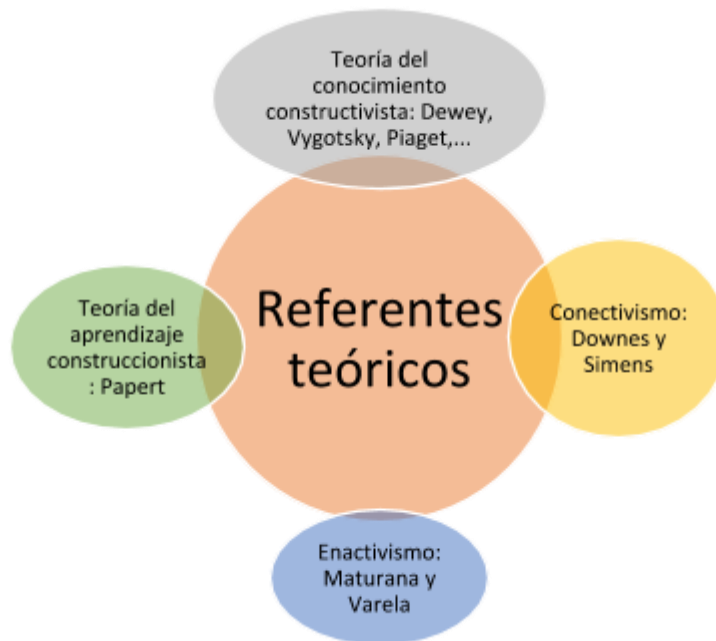 Teoría del
conocimiento
constructivista: Dewey,
Vygotsky, Piaget,...
Referentes
teóricos
Teoría del
aprendizaje
construccionista
: Papert
Conectivismo:
Downes y
Simens
Enactivismo:
Maturana y
Varela